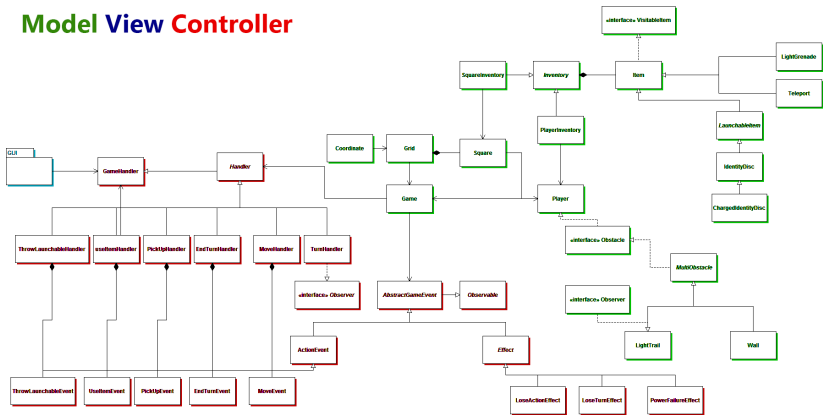 Model View Controller
«interface» VisitableItem
LightGrenade
SquareInventory
Inventory
Item
Teleport
LaunchableItem
PlayerInventory
Coordinate
Grid
Square
GUI
GameHandler
Handler
IdentityDisc
Game
Player
ChargedIdentityDisc
ThrowLaunchableHandler
useItemHandler
PickUpHandler
EndTurnHandler
MoveHandler
TurnHandler
«interface» Obstacle
MultiObstacle
«interface» Observer
AbstractGameEvent
Observable
«interface» Observer
ActionEvent
Effect
LightTrail
Wall
ThrowLaunchableEvent
UseItemEvent
PickUpEvent
EndTurnEvent
MoveEvent
LoseActionEffect
LoseTurnEffect
PowerFailureEffect